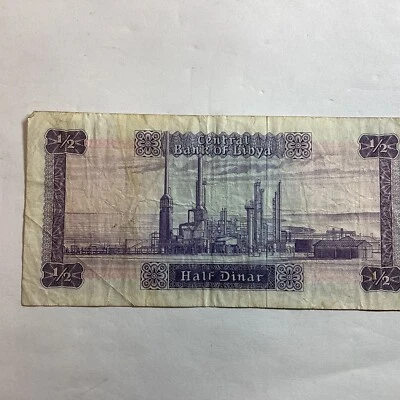 1/2
Central
Bank of Libya
1/2
1/2
Half Dinar
1/2